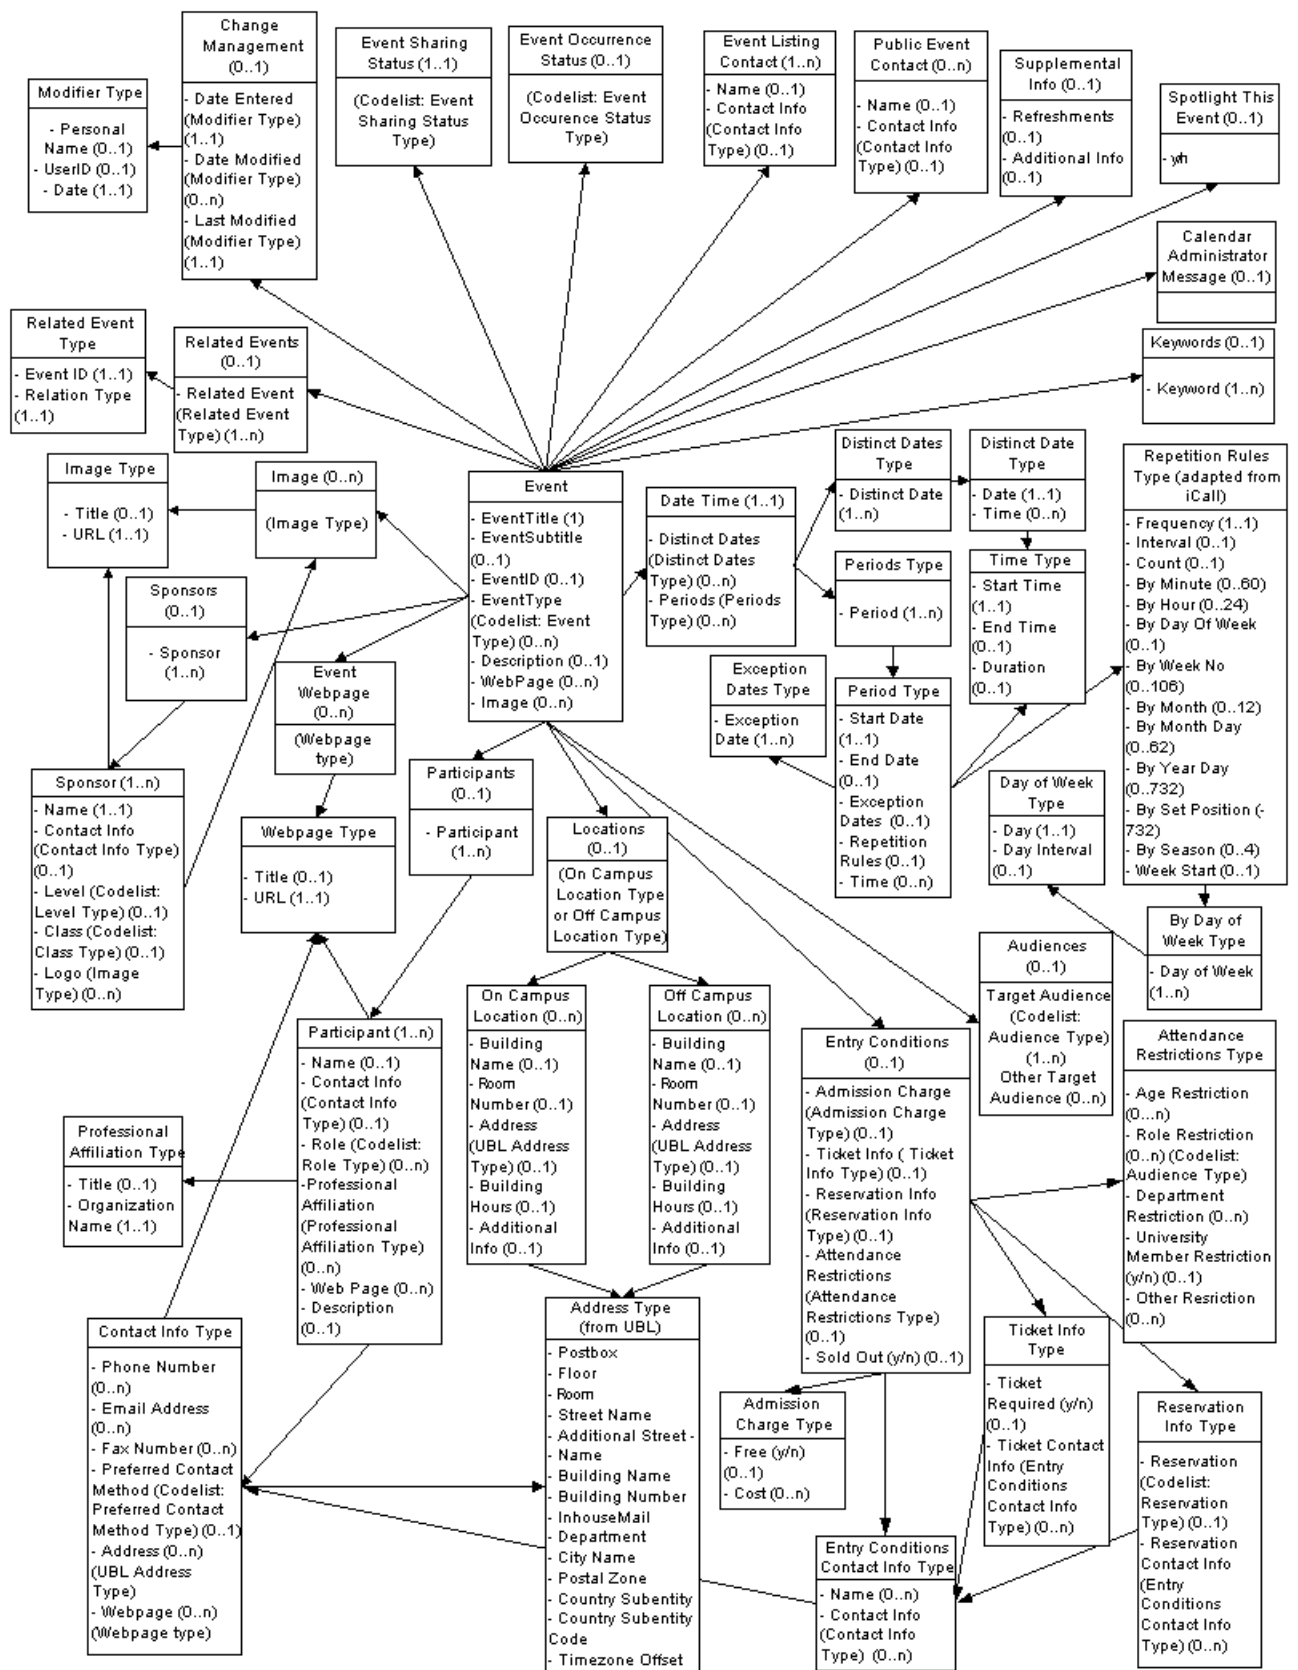 Change
Management
(0..1)
- Date Entered
(Modifier Type)
(1..1)
- Date Modified
(Modifier Type)
(0..n)
- Last Modified
(Modifier Type)
(1..1)
Event Sharing
Status (1..1)
(Codelist: Event
Sharing Status
Type)
Event Occurrence
Status (0..1)
(Codelist: Event
Occurence Status
Type)
Event Listing
Contact (1..n)
- Name (0..1)
- Contact Info
(Contact Info
Type) (0..1)
Public Event
Contact (0..n)
- Name (0..1)
- Contact Info
(Contact Info
Type) (0..1)
Supplemental
Info (0..1)
- Refreshments
(0..1)
- Additional Info
(0..1)
Spotlight This
Event (0..1)
- y/n
Modifier Type
- Personal
Name (0..1)
- UserID (0..1)
- Date (1..1)
Calendar
Administrator
Message (0..1)
Related Event
Type
- Event ID (1..1)
- Relation Type
(1..1)
Related Events
(0..1)
- Related Event
(Related Event
Type) (1..n)
Keywords (0..1)
- Keyword (1..n)
Image Type
- Title (0..1)
- URL (1..1)
Image (0..n)
(Image Type)
Event
- EventTitle (1)
- EventSubtitle
(0..1)
- EventID (0..1)
- EventType
(Codelist: Event
Type) (0..n)
- Description (0..1)
- WebPage (0..n)
- Image (0..n)
Date Time (1..1)
- Distinct Dates
(Distinct Dates
Type) (0..n)
- Periods (Periods
Type) (0..n)
Distinct Dates
Type
- Distinct Date
(1..n)
Distinct Date
Type
- Date (1..1)
- Time (0..n)
Repetition Rules
Type (adapted from
iCall)
- Frequency (1..1)
- Interval (0..1)
- Count (0..1)
- By Minute (0..60)
- By Hour (0..24)
- By Day Of Week
(0..1)
- By Week No
(0..106)
- By Month (0..12)
- By Month Day
(0..62)
- By Year Day
(0..732)
- By Set Position (-
732)
- By Season (0..4)
- Week Start (0..1)
Periods Type
- Period (1..n)
Time Type
- Start Time
(1..1)
- End Time
(0..1)
- Duration
(0..1)
Sponsors
(0..1)
- Sponsor
(1..n)
Event
Webpage
(0..n)
(Webpage
type)
Exception
Dates Type
- Exception
Date (1..n)
Period Type
- Start Date
(1..1)
- End Date
(0..1)
- Exception
Dates (0..1)
- Repetition
Rules (0..1)
- Time (0..n)
Sponsor (1..n)
- Name (1..1)
- Contact Info
(Contact Info Type)
(0..1)
- Level (Codelist:
Level Type) (0..1)
- Class (Codelist:
Class Type) (0..1)
- Logo (Image
Type) (0..n)
Webpage Type
- Title (0..1)
- URL (1..1)
Participants
(0..1)
- Participant
(1..n)
Locations
(0..1)
(On Campus
Location Type
or Off Campus
Location Type)
Day of Week
Type
- Day (1..1)
- Day Interval
(0..1)
By Day of
Week Type
- Day of Week
(1..n)
Audiences
(0..1)
Target Audience
(Codelist:
Audience Type)
(1..n)
Other Target
Audience (0..n)
On Campus
Location (0..n)
- Building
Name (0..1)
- Room
Number (0..1)
- Address
(UBL Address
Type) (0..1)
- Building
Hours (0..1)
- Additional
Info (0..1)
Off Campus
Location (0..n)
- Building
Name (0..1)
- Room
Number (0..1)
- Address
(UBL Address
Type) (0..1)
- Building
Hours (0..1)
- Additional
Info (0..1)
Participant (1..n)
- Name (0..1)
- Contact Info
(Contact Info
Type) (0..1)
- Role (Codelist:
Role Type) (0..n)
-Professional
Affiliation
(Professional
Affiliation Type)
(0..n)
- Web Page (0..n)
- Description
(0..1)
Entry Conditions
(0..1)
- Admission Charge
(Admission Charge
Type) (0..1)
- Ticket Info ( Ticket
Info Type) (0..1)
- Reservation Info
(Reservation Info
Type) (0..1)
- Attendance
Restrictions
(Attendance
Restrictions Type)
(0..1)
- Sold Out (y/n) (0..1)
Attendance
Restrictions Type
- Age Restriction
(0...n)
- Role Restriction
(0..n) (Codelist:
Audience Type)
- Department
Restriction (0..n)
- University
Member Restriction
(y/n) (0..1)
- Other Resriction
(0..n)
Professional
Affiliation Type
- Title (0..1)
- Organization
Name (1..1)
Contact Info Type
- Phone Number
(0..n)
- Email Address
(0..n)
- Fax Number (0..n)
- Preferred Contact
Method (Codelist:
Preferred Contact
Method Type) (0..1)
- Address (0..n)
(UBL Address
Type)
- Webpage (0..n)
(Webpage type)
Address Type
(from UBL)
- Postbox
- Floor
- Room
- Street Name
- Additional Street -
- Name
- Building Name
- Building Number
- InhouseMail
- Department
- City Name
- Postal Zone
- Country Subentity
- Country Subentity
Code
- Timezone Offset
Admission
Charge Type
- Free (y/n)
(0..1)
- Cost (0..n)
Ticket Info
Type
- Ticket
Required (y/n)
(0..1)
- Ticket Contact
Info (Entry
Conditions
Contact Info
Type) (0..n)
Reservation
Info Type
- Reservation
(Codelist:
Reservation
Type) (0..1)
- Reservation
Contact Info
(Entry
Conditions
Contact Info
Type) (0..n)
Entry Conditions
Contact Info Type
- Name (0..n)
- Contact Info
(Contact Info
Type) (0..n)